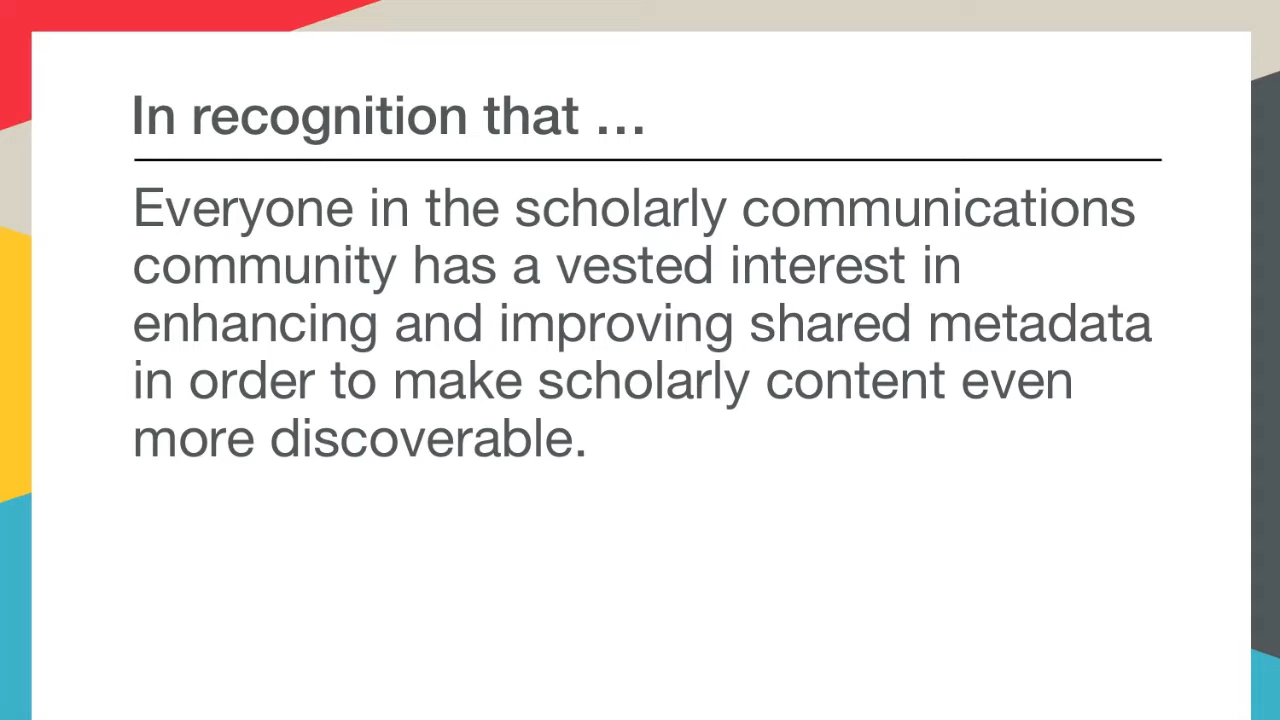 In recognition that …
Everyone in the scholarly communications
community has a vested interest in
enhancing and improving shared metadata
in order to make scholarly content even
more discoverable.